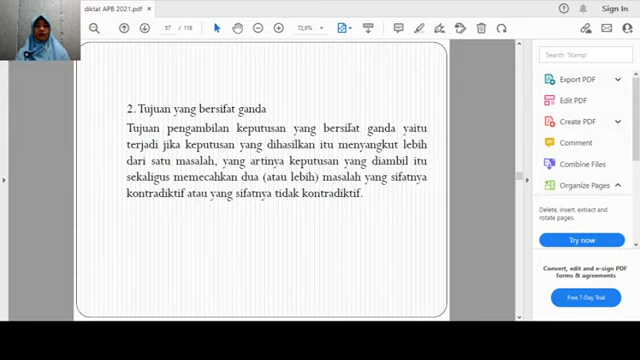 diktat APB 2021.pdf
Sign In
57 / 118
72,8%
2. Tujuan yang bersifat ganda
Tujuan pengambilan keputusan yang bersifat ganda yaitu
terjadi jika keputusan yang dihasilkan itu menyangkut lebih
dari satu masalah, yang artinya keputusan yang diambil itu
sekaligus memecahkan dua (atau lebih) masalah yang sifatnya
kontradiktif atau yang sifatnya tidak kontradiktif.
Search 'Stamp'
Export PDF
Edit PDF
Create PDF
Comment
Combine Files
Organize Pages
Delete, insert, extract and
rotate pages.
Try now
Convert, edit and e-sign PDF
forms & agreements
Free 7-Day Trial